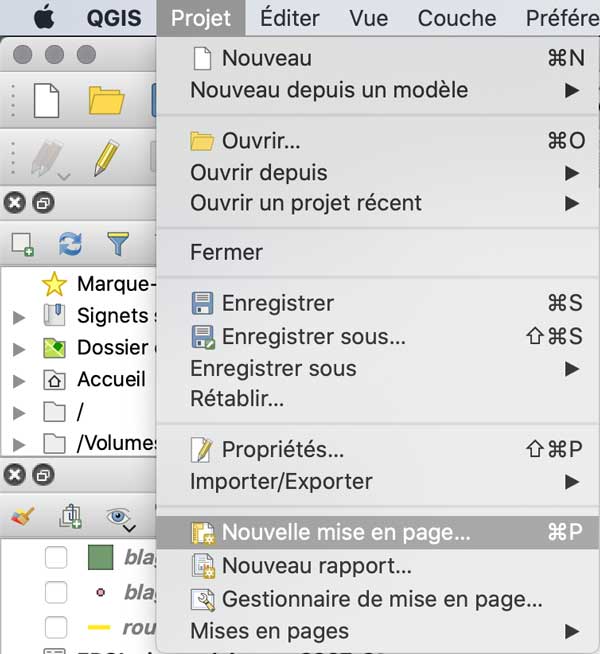 QGIS Projet Éditer Vue Couche Préfére
Nouveau ⌘N
Nouveau depuis un modèle
Ouvrir... ⌘O
Ouvrir depuis
Ouvrir un projet récent
Fermer
Marque-
Enregistrer ⌘S
Signets s
Enregistrer sous... ⇧⌘S
Dossier
Enregistrer sous
Accueil
Rétablir...
/
/Volumes
Propriétés... ⇧⌘P
Importer/Exporter
Nouvelle mise en page... ⌘P
blag
Nouveau rapport...
blag
Gestionnaire de mise en page...
rou
Mises en pages